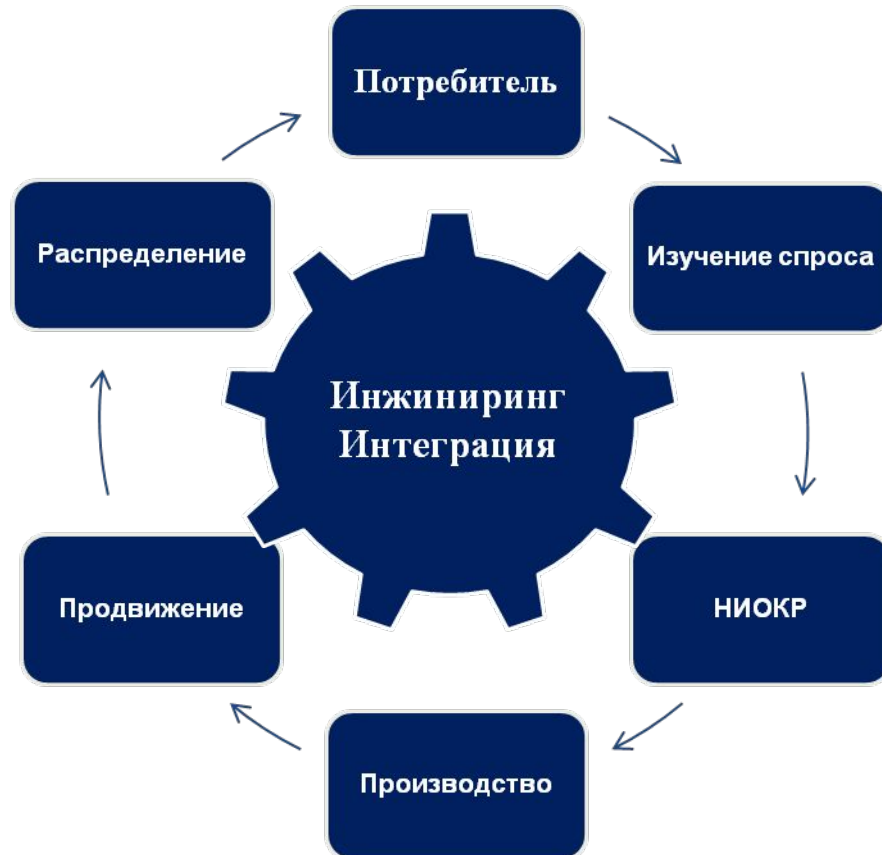 Потребитель
Распределение
Изучение спроса
Инжиниринг
Интеграция
Продвижение
НИОКР
Производство